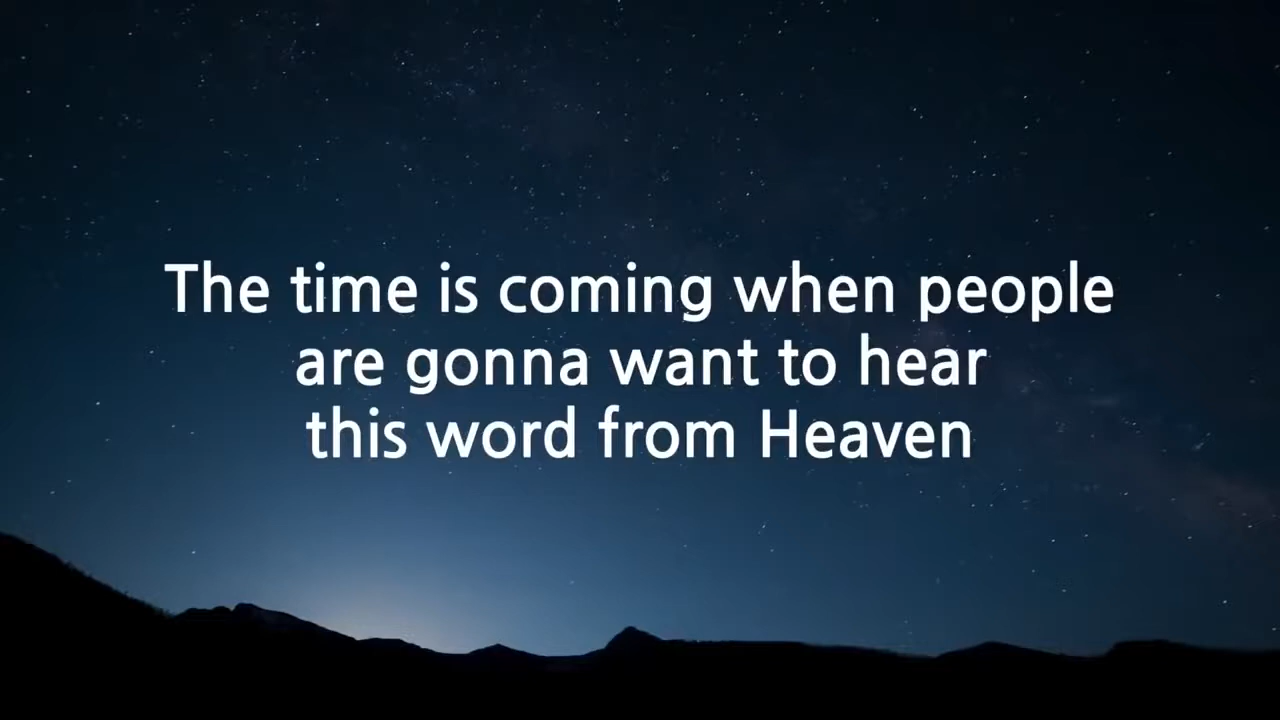 The time is coming when people
are gonna want to hear
this word from Heaven